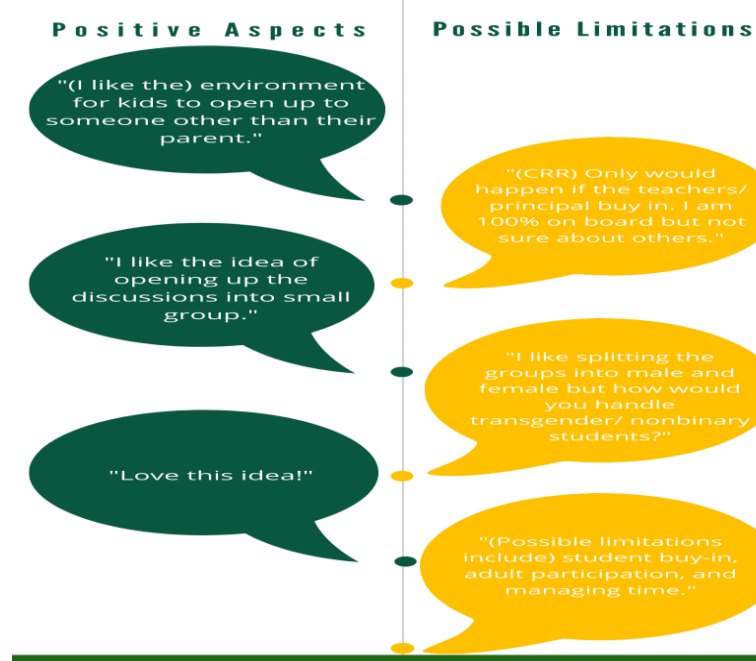 Positive Aspects
"(I like the) environment
for kids to open up to
someone other than their
parent."
"I like the idea of
opening up the
discussions into small
group."
"Love this idea!"
Possible Limitations
"(CRR) Only would
happen if the teachers/
principal buy in. I am
100% on board but not
sure about others."
"I like splitting the
groups into male and
female but how would
you handle
transgender/ nonbinary
students?"
"(Possible limitations
include) student buy-in,
adult participation, and
managing time."